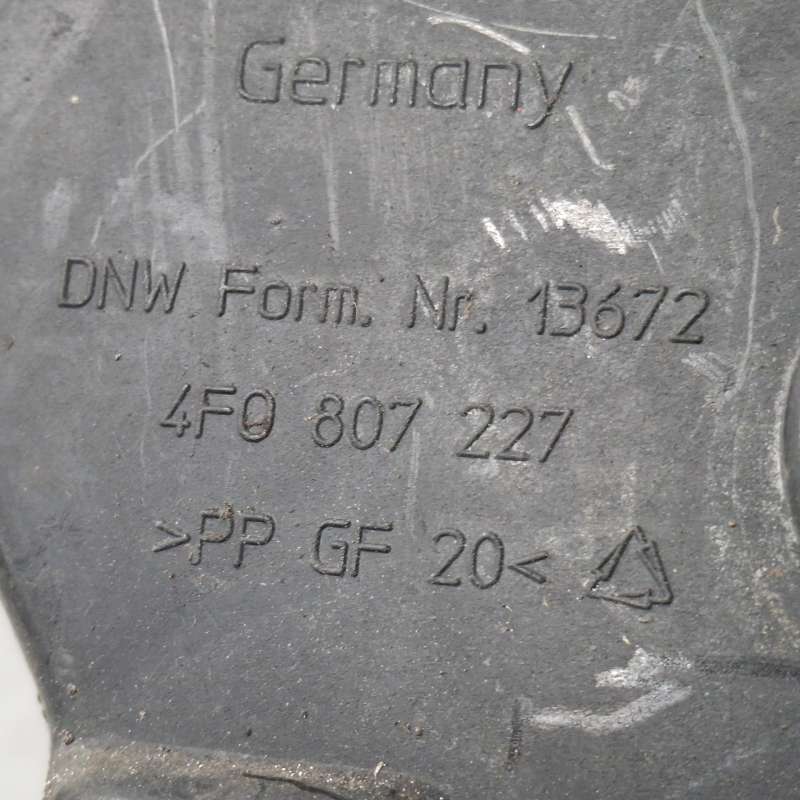 Germany
DNW Form. Nr. 13672
4F0 807 227
>PP GF 20<